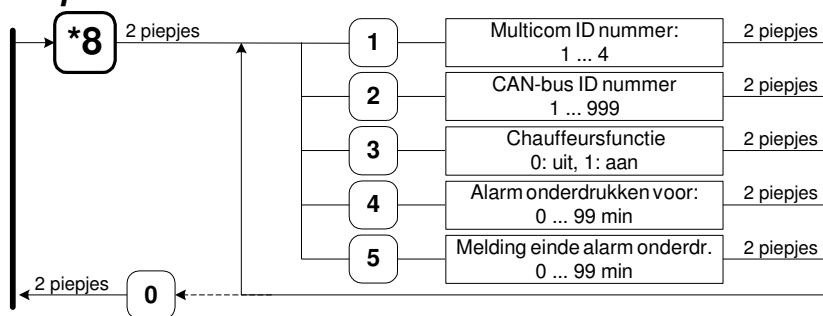 *8
2 piepjes
1
Multicom ID nummer:
1 ... 4
2 piepjes
2
CAN-bus ID nummer
1 ... 999
2 piepjes
3
Chauffeursfunctie
0: uit, 1: aan
2 piepjes
4
Alarm onderdrukken voor:
0 ... 99 min
2 piepjes
5
Melding einde alarm onderdr.
0 ... 99 min
2 piepjes
2 piepjes
0